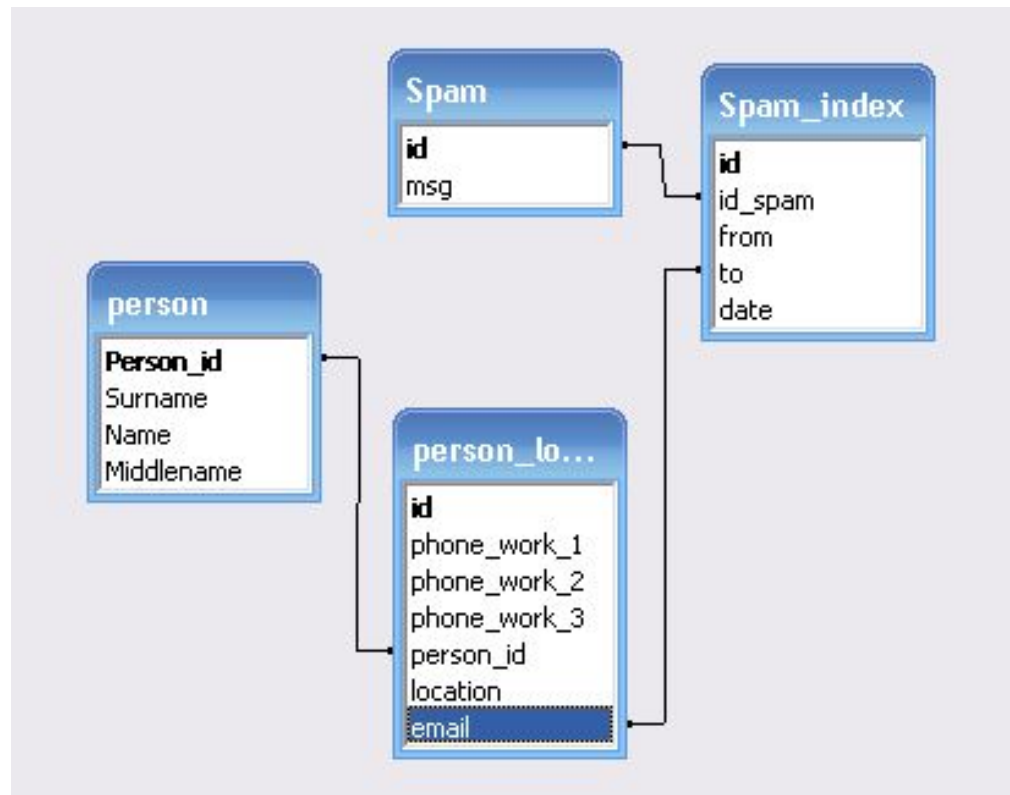 Spam
id
msg
Spam_index
id
id_spam
from
to
date
person
Person_id
Surname
Name
Middlename
person_lo...
id
phone_work_1
phone_work_2
phone_work_3
person_id
location
email